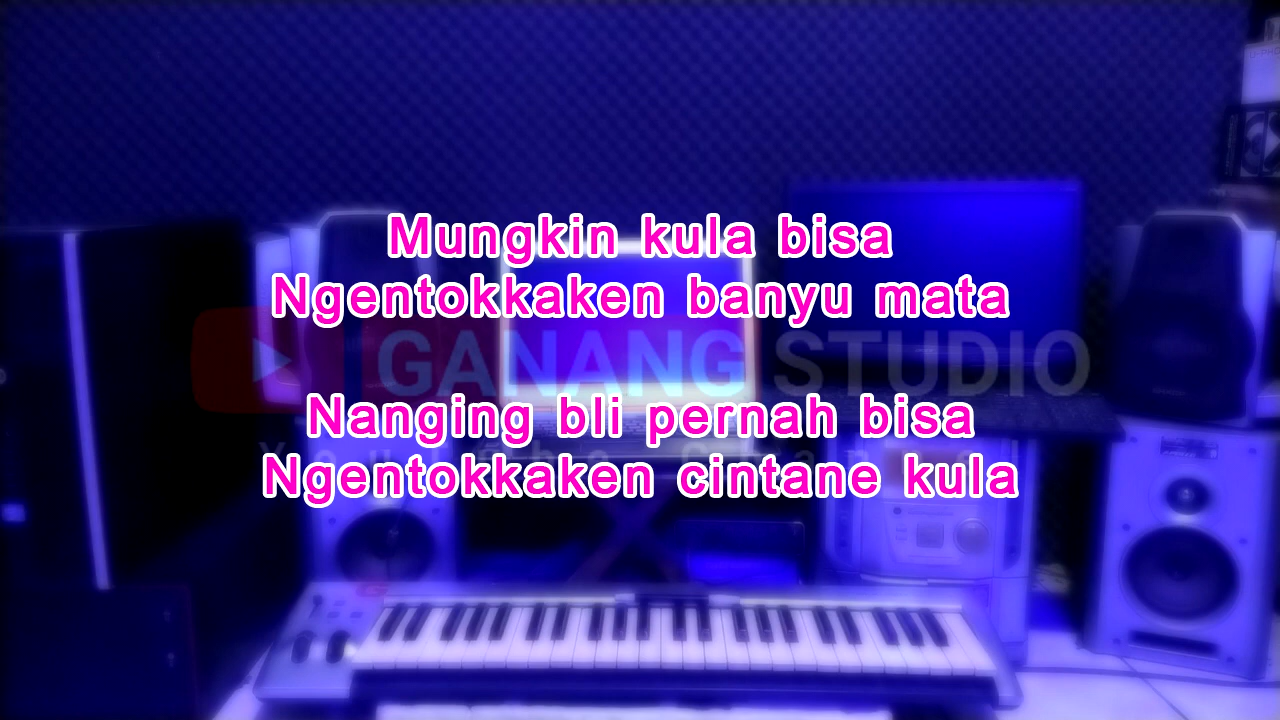 Mungkin kula bisa
Ngentokkaken banyu mata
GANANG STUDIO
Nanging bli pernah bisa
Ngentokkaken cintane kula